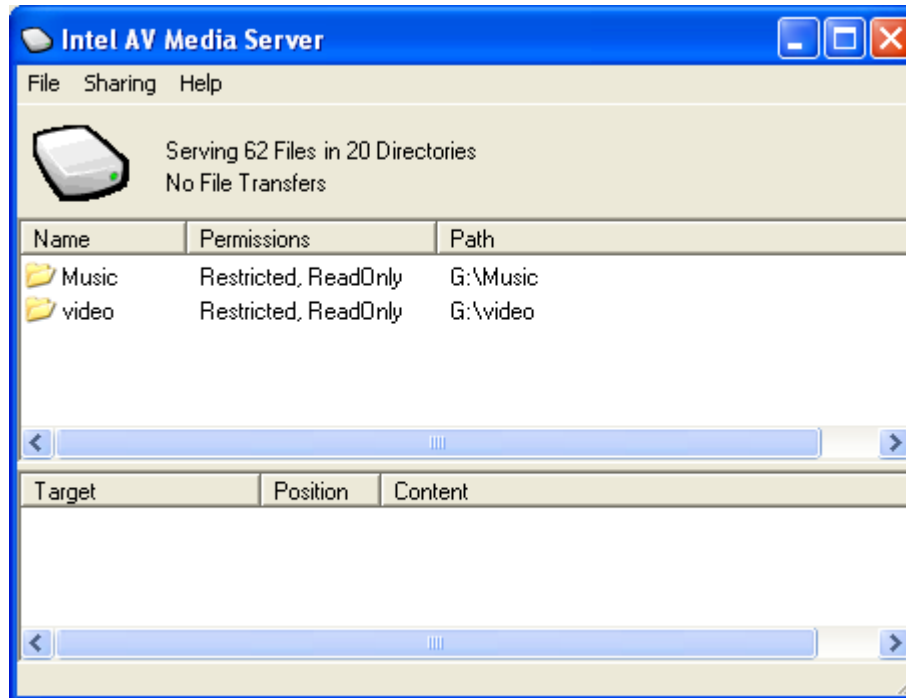 Intel AV Media Server
File Sharing Help
Serving 62 Files in 20 Directories
No File Transfers
Name Permissions Path
Music Restricted, ReadOnly G:\Music
video Restricted, ReadOnly G:\video
Target Position Content